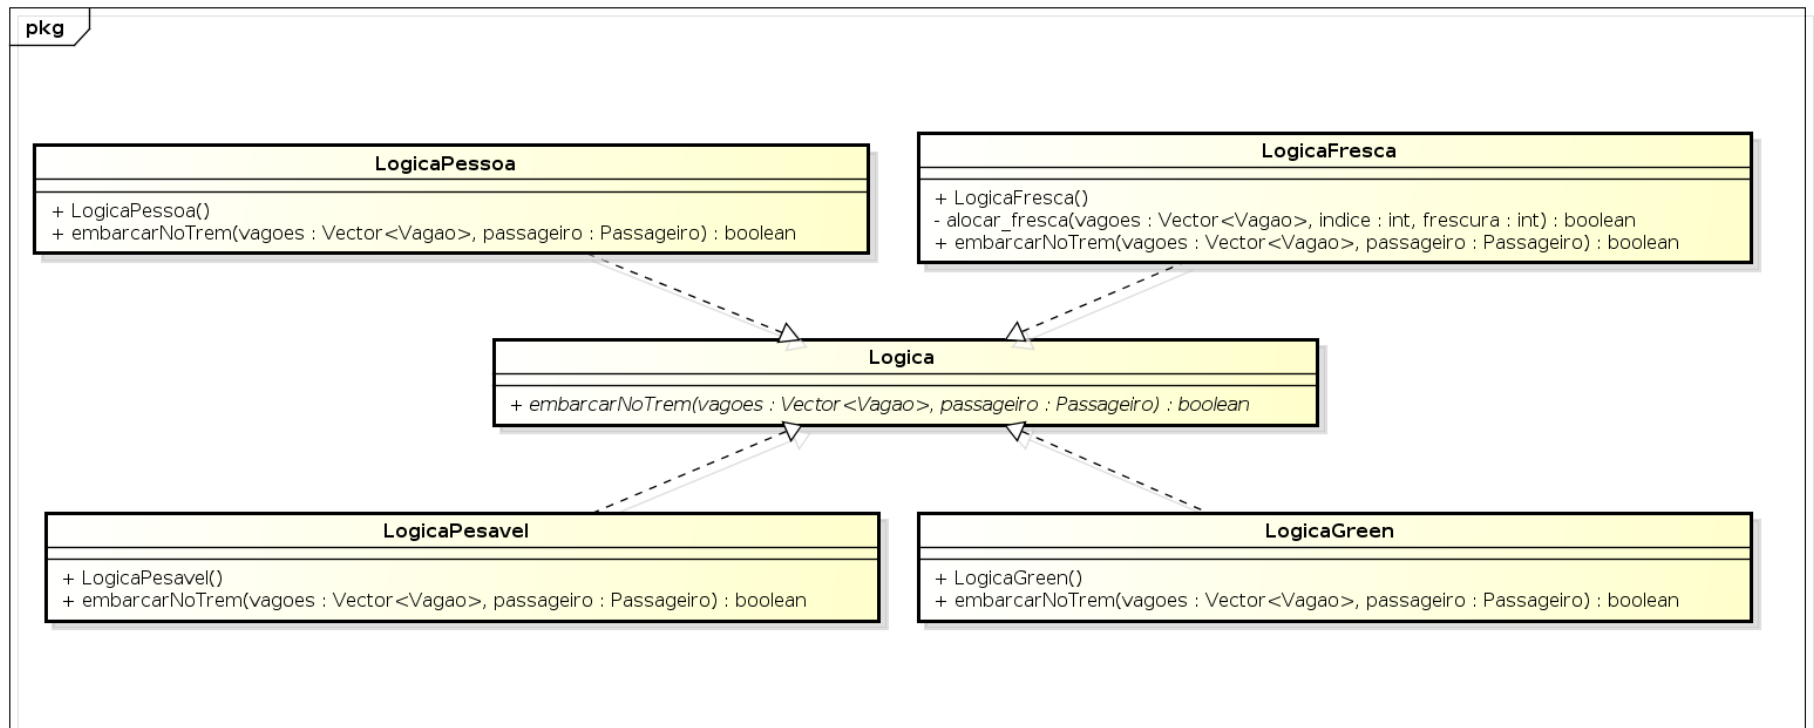 pkg
LogicaPessoa
+ LogicaPessoa()
+ embarcarNoTrem(vagoes : Vector<Vagao>, passageiro : Passageiro) : boolean
LogicaFresca
+ LogicaFresca()
- alocar_fresca(vagoes : Vector<Vagao>, indice : int, frescura : int) : boolean
+ embarcarNoTrem(vagoes : Vector<Vagao>, passageiro : Passageiro) : boolean
Logica
+ embarcarNoTrem(vagoes : Vector<Vagao>, passageiro : Passageiro) : boolean
LogicaPesavel
+ LogicaPesavel()
+ embarcarNoTrem(vagoes : Vector<Vagao>, passageiro : Passageiro) : boolean
LogicaGreen
+ LogicaGreen()
+ embarcarNoTrem(vagoes : Vector<Vagao>, passageiro : Passageiro) : boolean